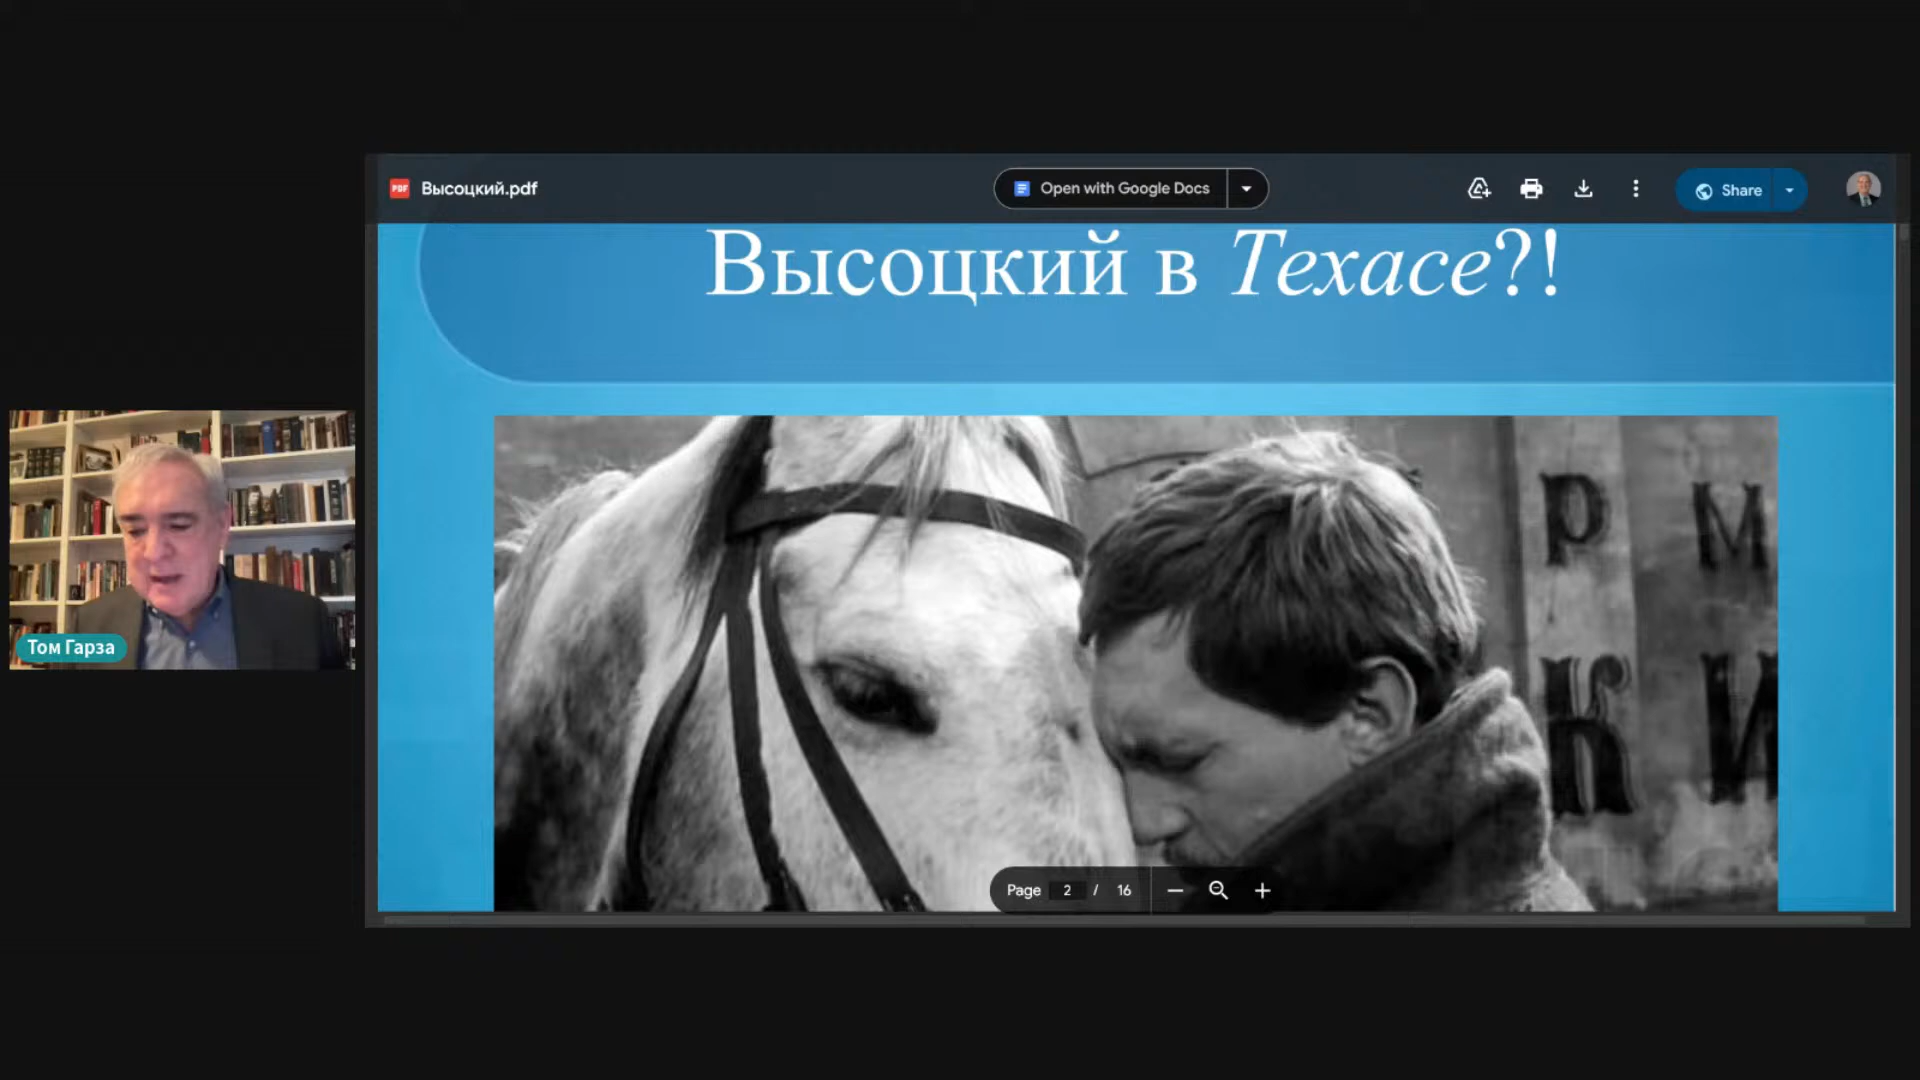 Высоцкий.pdf
Open with Google Docs
Share
Высоцкий в Техасе?!
Р М
К И
Том Гарза
Page 2 / 16